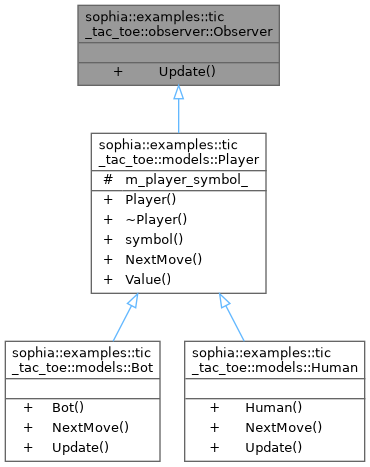 sophia::examples::tic
_tac_toe::observer::Observer
+ Update()
sophia::examples::tic
_tac_toe::models::Player
# m_player_symbol_
+ Player()
+ ~Player()
+ symbol()
+ NextMove()
+ Value()
sophia::examples::tic
_tac_toe::models::Bot
+ Bot()
+ NextMove()
+ Update()
sophia::examples::tic
_tac_toe::models::Human
+ Human()
+ NextMove()
+ Update()